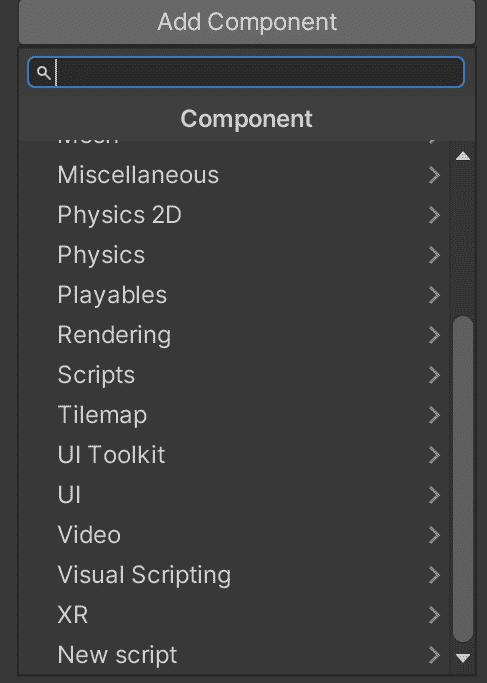 Add Component
Component
Miscellaneous
Physics 2D
Physics
Playables
Rendering
Scripts
Tilemap
UI Toolkit
UI
Video
Visual Scripting
XR
New script